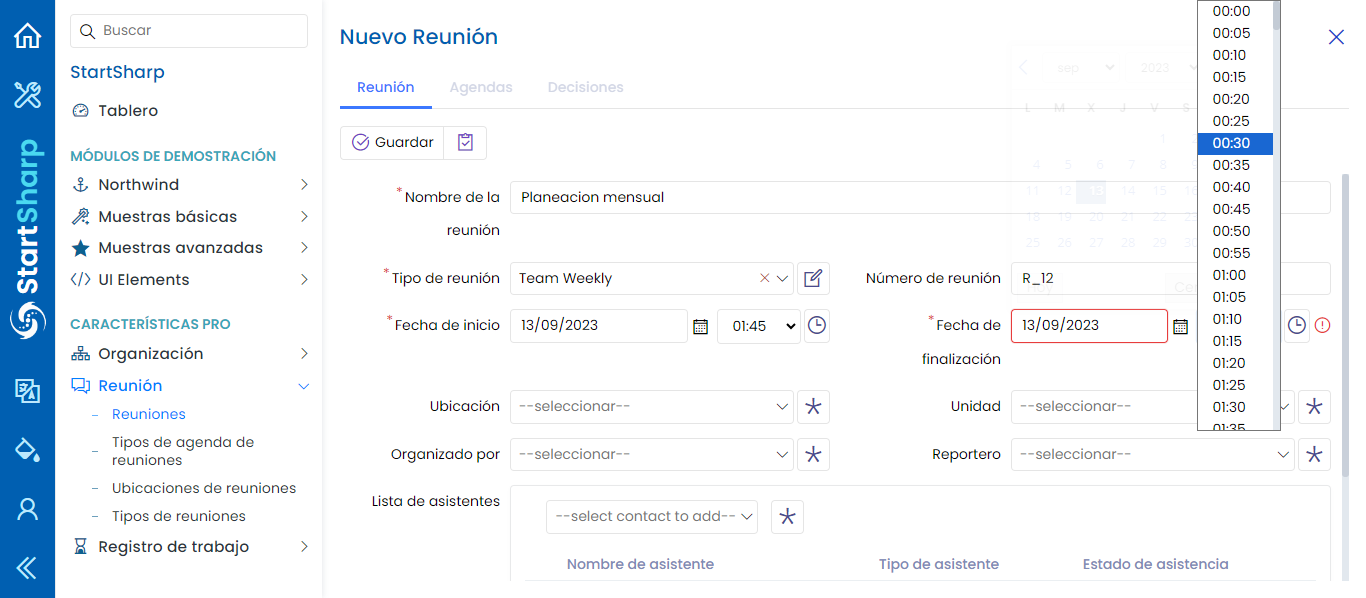 Buscar
StartSharp
Tablero
MÓDULOS DE DEMOSTRACIÓN
Northwind
Muestras básicas
Muestras avanzadas
UI Elements
CARACTERÍSTICAS PRO
Organización
Reunión
Reuniones
Tipos de agenda de
reuniones
Ubicaciones de reuniones
Tipos de reuniones
Registro de trabajo
StartSharp
Nuevo Reunión
Reunión
Agendas
Decisiones
Guardar
*Nombre de la
reunión
Planeacion mensual
*Tipo de reunión
Team Weekly
Número de reunión
R_12
*Fecha de inicio
13/09/2023
01:45
*Fecha de
finalización
13/09/2023
Ubicación
--seleccionar--
Unidad
--seleccionar--
Organizado por
--seleccionar--
Reportero
--seleccionar--
Lista de asistentes
--select contact to add--
Nombre de asistente
Tipo de asistente
Estado de asistencia
sep 2023
L M X J V S
1
4 5 6 7 8
11 12 13 14 15 16
18 19 20 21 22 23
25 26 27 28 29 30
00:00
00:05
00:10
00:15
00:20
00:25
00:30
00:35
00:40
00:45
00:50
00:55
01:00
01:05
01:10
01:15
01:20
01:25
01:30
01:35